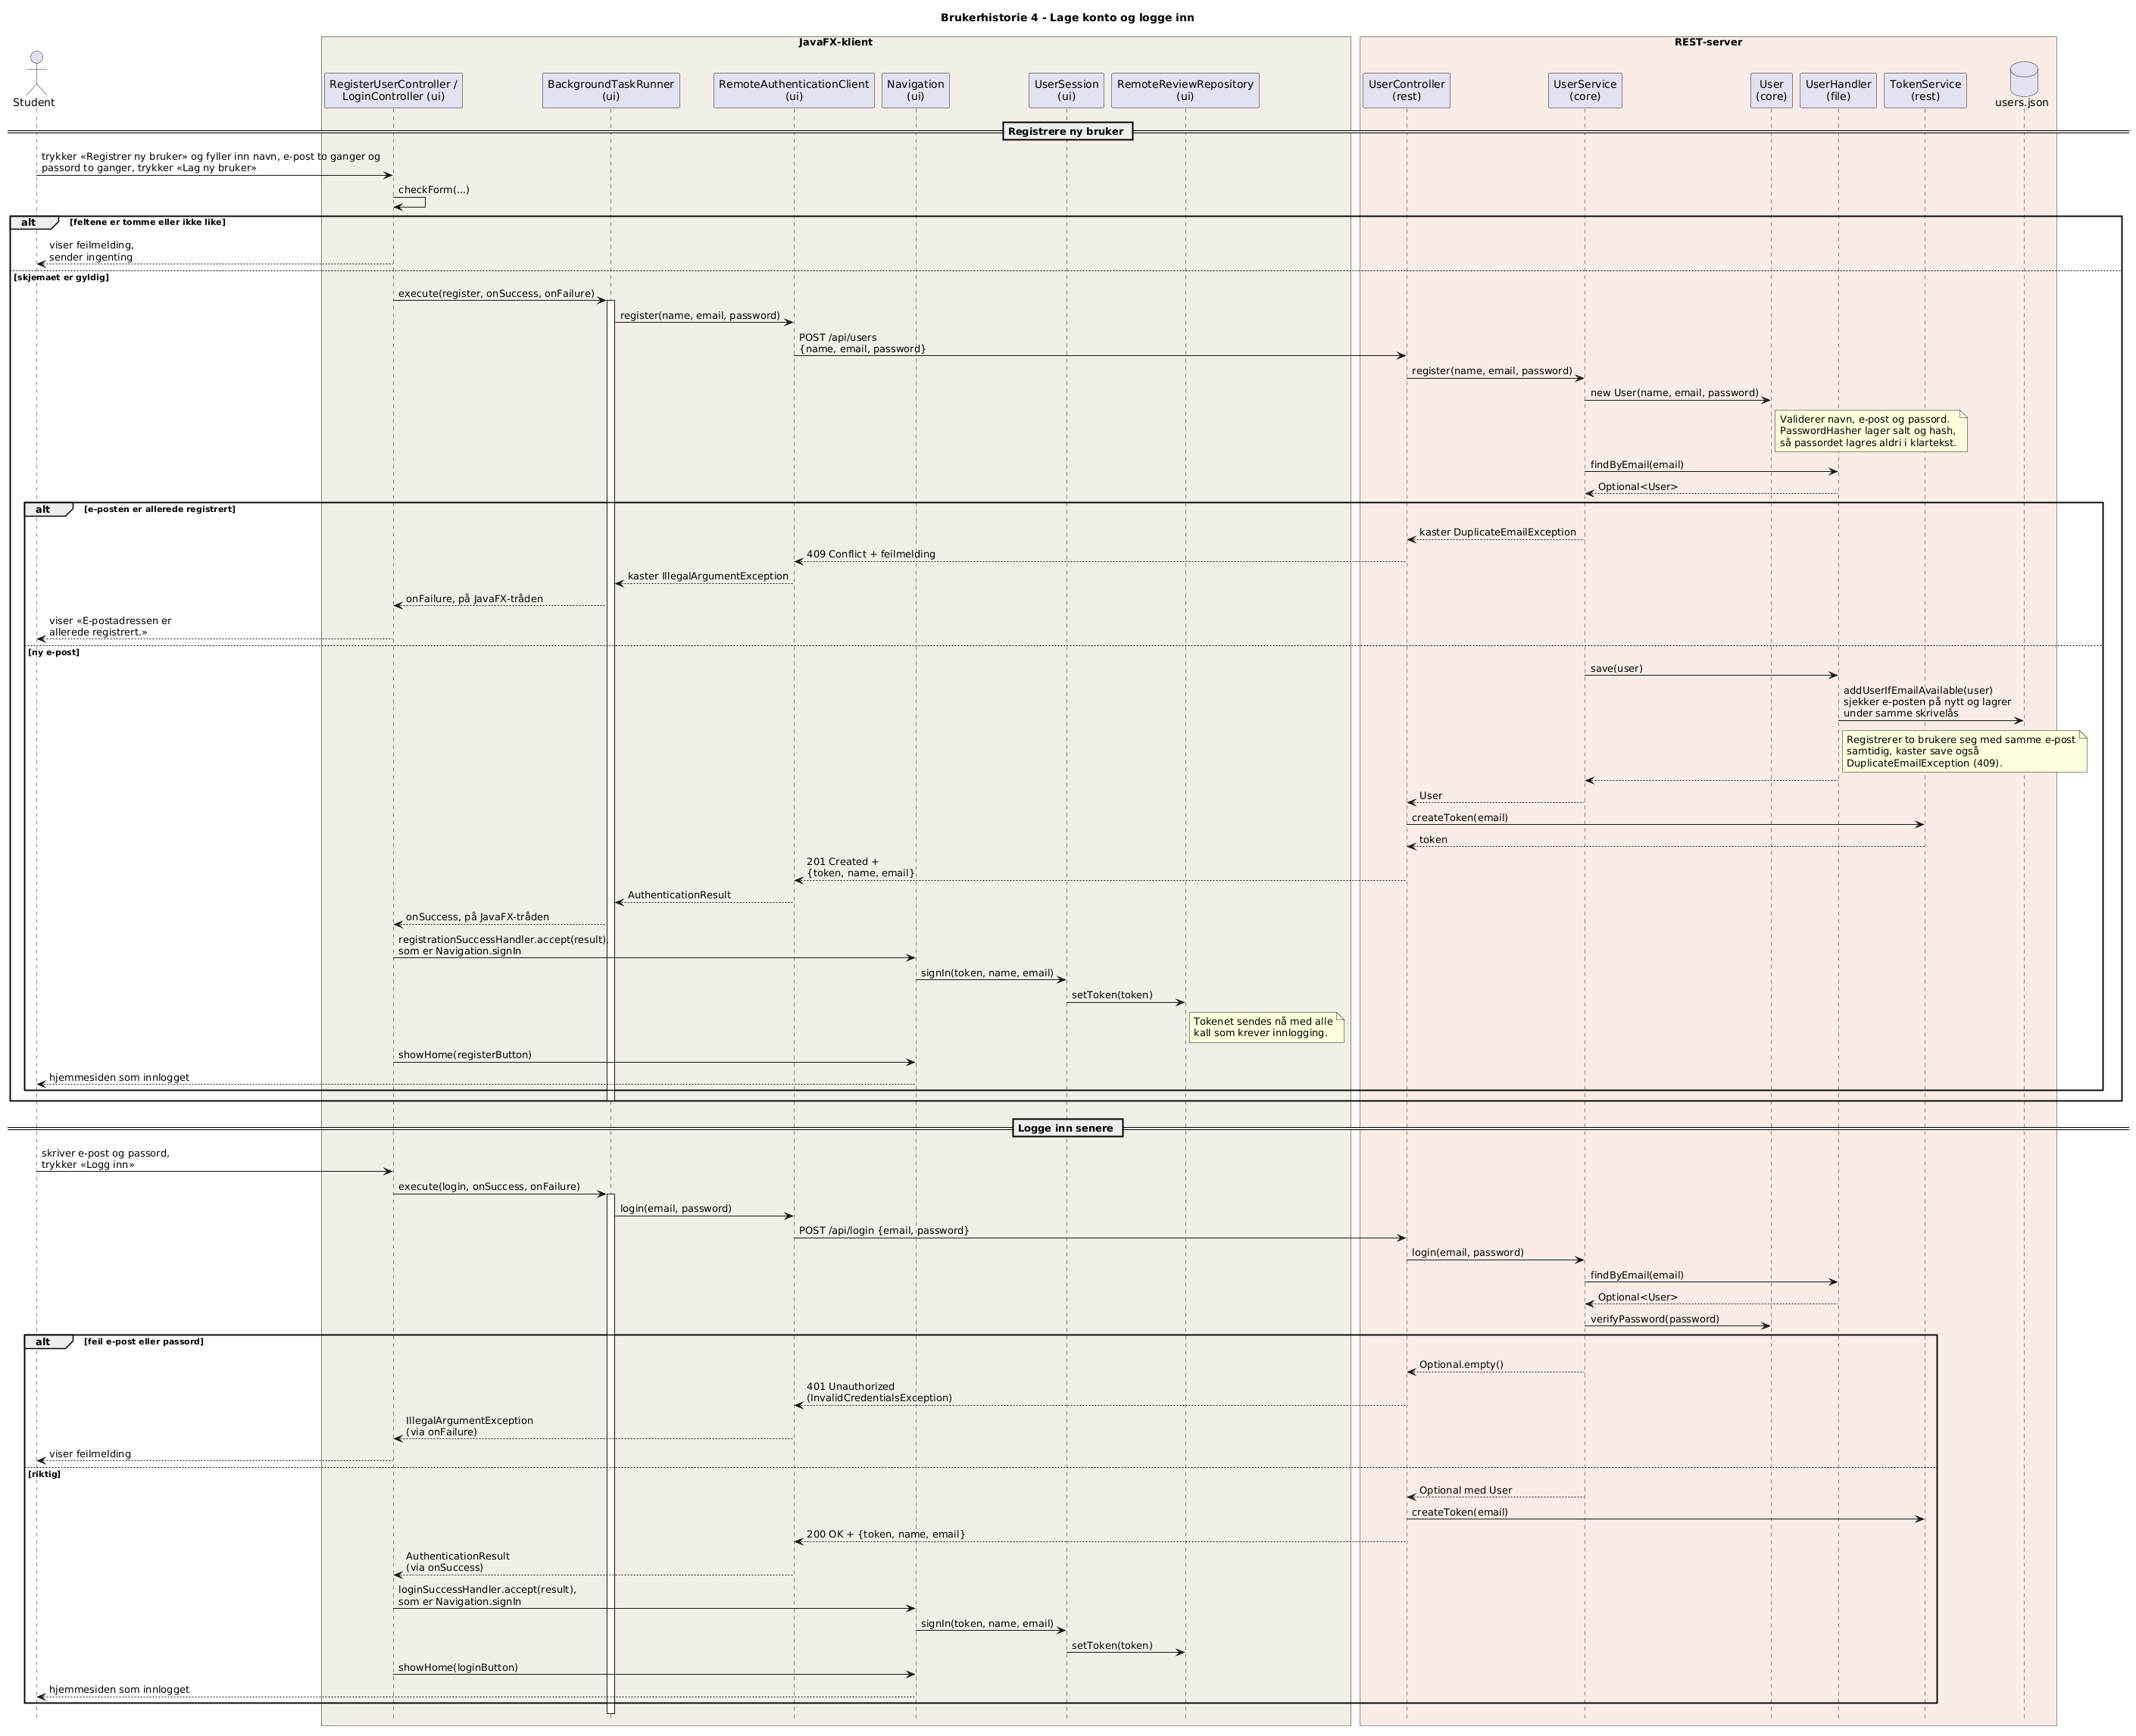 Brukerhistorie 4 - Lage konto og logge inn
JavaFX-klient
REST-server
Student
RegisterUserController /
LoginController (ui)
BackgroundTaskRunner
(ui)
RemoteAuthenticationClient
(ui)
Navigation
(ui)
UserSession
(ui)
RemoteReviewRepository
(ui)
UserController
(rest)
UserService
(core)
User
(core)
UserHandler
(file)
TokenService
(rest)
users.json
Registrere ny bruker
trykker «Registrer ny bruker» og fyller inn navn, e-post to ganger og
passord to ganger, trykker «Lag ny bruker»
checkForm(...)
alt [feltene er tomme eller ikke like]
viser feilmelding,
sender ingenting
[skjemaet er gyldig]
execute(register, onSuccess, onFailure)
register(name, email, password)
POST /api/users
{name, email, password}
register(name, email, password)
new User(name, email, password)
Validerer navn, e-post og passord.
PasswordHasher lager salt og hash,
så passordet lagres aldri i klartekst.
findByEmail(email)
Optional<User>
alt [e-posten er allerede registrert]
kaster DuplicateEmailException
409 Conflict + feilmelding
kaster IllegalArgumentException
onFailure, på JavaFX-tråden
viser «E-postadressen er
allerede registrert.»
[ny e-post]
save(user)
addUserIfEmailAvailable(user)
sjekker e-posten på nytt og lagrer
under samme skrivelås
Registrerer to brukere seg med samme e-post
samtidig, kaster save også
DuplicateEmailException (409).
User
createToken(email)
token
201 Created +
{token, name, email}
AuthenticationResult
onSuccess, på JavaFX-tråden
registrationSuccessHandler.accept(result),
som er Navigation.signIn
signIn(token, name, email)
setToken(token)
Tokenet sendes nå med alle
kall som krever innlogging.
showHome(registerButton)
hjemmesiden som innlogget
Logge inn senere
skriver e-post og passord,
trykker «Logg inn»
execute(login, onSuccess, onFailure)
login(email, password)
POST /api/login {email, password}
login(email, password)
findByEmail(email)
Optional<User>
verifyPassword(password)
alt [feil e-post eller passord]
Optional.empty()
401 Unauthorized
(InvalidCredentialsException)
IllegalArgumentException
(via onFailure)
viser feilmelding
[riktig]
Optional med User
createToken(email)
200 OK + {token, name, email}
AuthenticationResult
(via onSuccess)
loginSuccessHandler.accept(result),
som er Navigation.signIn
signIn(token, name, email)
setToken(token)
showHome(loginButton)
hjemmesiden som innlogget